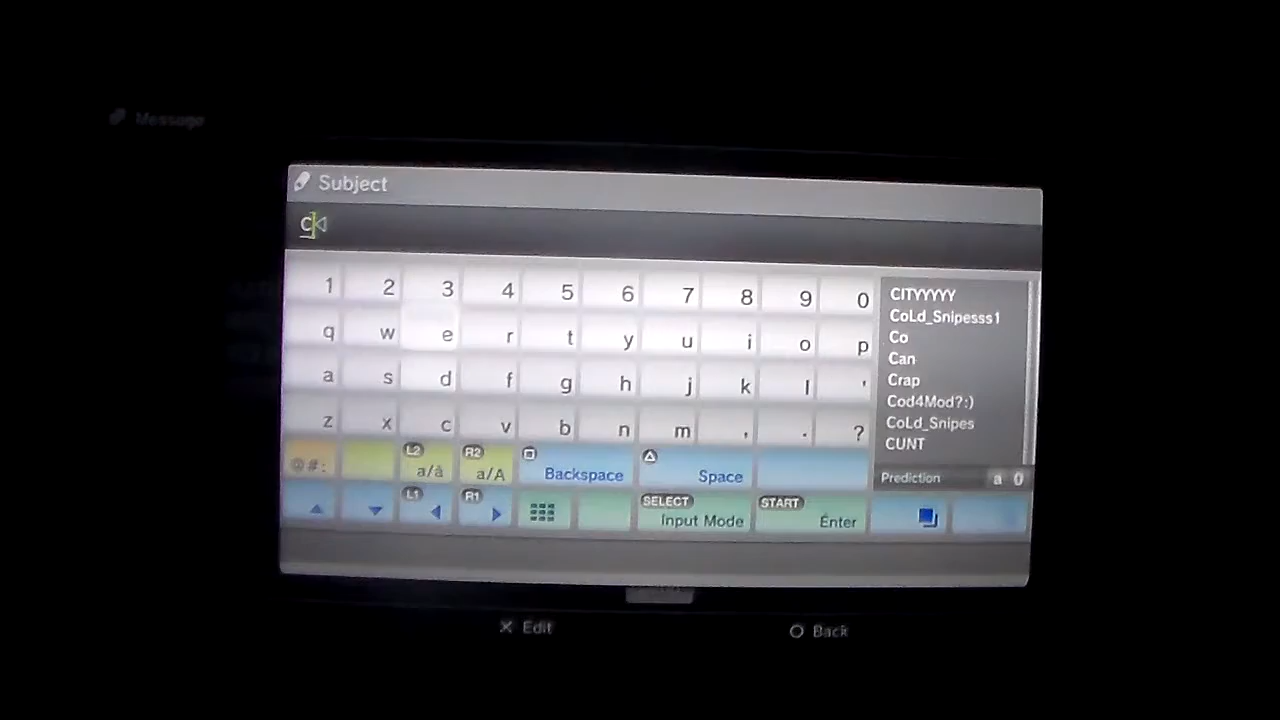 Message
Subject
C
1 2 3 4 5 6 7 8 9 0
q w e r t y u i o p
a s d f g h j k l '
z x c v b n m , . ?
@#: L2 a/à R2 a/A Backspace Space
L1 R1 SELECT Input Mode START Enter
CITYYYYY
CoLd_Snipesss1
Co
Can
Crap
Cod4Mod?:)
CoLd_Snipes
CUNT
Prediction a 0
Edit
Back